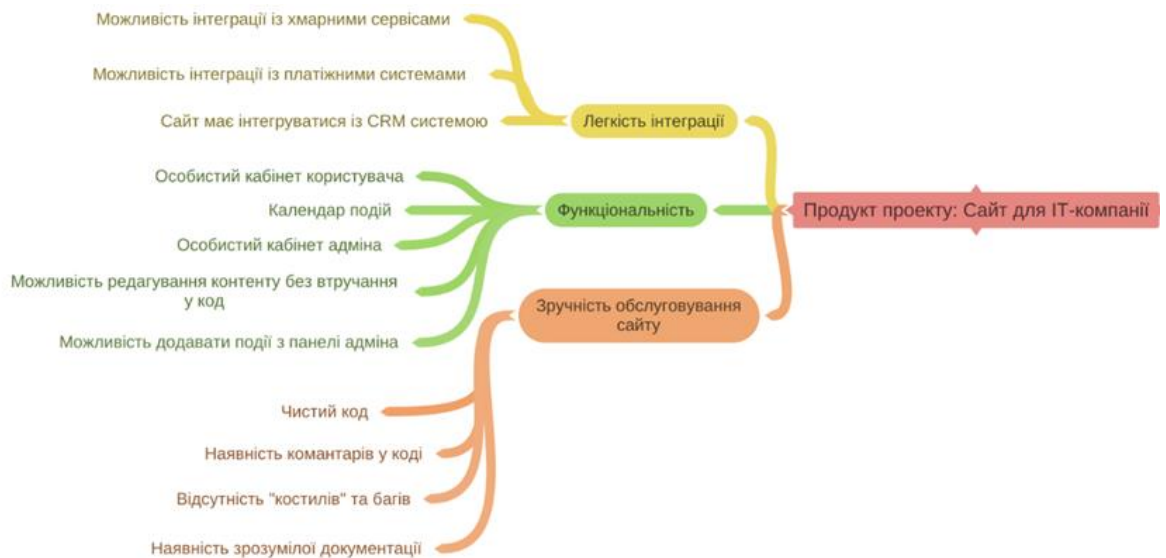 Можливість інтеграції із хмарними сервісами
Можливість інтеграції із платіжними системами
Сайт має інтегруватися із CRM системою
Легкість інтеграції
Особистий кабінет користувача
Календар подій
Особистий кабінет адміна
Можливість редагування контенту без втручання
у код
Можливість додавати події з панелі адміна
Функціональність
Продукт проекту: Сайт для ІТ-компанії
Зручність обслуговування
сайту
Чистий код
Наявність комантарів у коді
Відсутність "костилів" та багів
Наявність зрозумілої документації